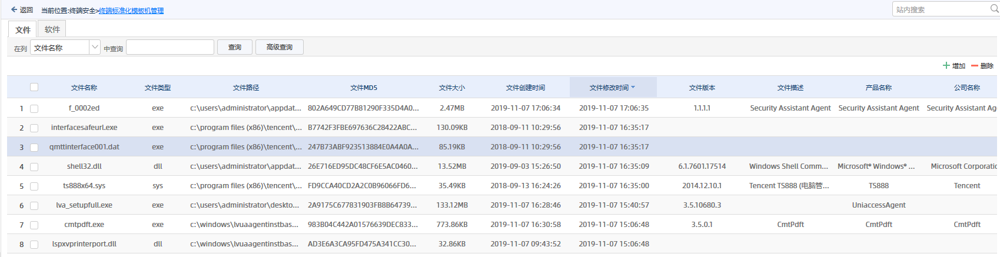 返回 当前位置:终端安全>终端标准化模板机管理 站内搜索
文件 软件
在列 文件名称 中查询 查询 高级查询
增加 删除
文件名称 文件类型 文件路径 文件MD5 文件大小 文件创建时间 文件修改时间 文件版本 文件描述 产品名称 公司名称
1 f_0002ed exe c:\users\administrator\appdat... 802A649CD77B81290F335D4A0... 2.47MB 2019-11-07 17:06:34 2019-11-07 17:06:35 1.1.1.1 Security Assistant Agent Security Assistant Agent Security Assistant Ag
2 interfacesafeurl.exe exe c:\program files (x86)\tencent\... B7742F3FBE697636C28422ABC... 130.09KB 2018-09-11 10:29:56 2019-11-07 16:35:17
3 qmttinterface001.dat exe c:\program files (x86)\tencent\... 247B73ABF923513884E0A4A0A... 85.19KB 2018-09-11 10:29:56 2019-11-07 16:35:17
4 shell32.dll dll c:\users\administrator\appdat... 26E716ED95DC48CF6E5AC0460... 13.52MB 2019-09-03 15:26:50 2019-11-07 16:35:09 6.1.7601.17514 Windows Shell Comm... Microsoft® Windows® ... Microsoft Corporatio
5 ts888x64.sys sys c:\program files (x86)\tencent\... FD9CCA40CD2A2C0B96066FD6... 35.49KB 2018-09-13 16:24:26 2019-11-07 16:35:00 2014.12.10.1 Tencent TS888 (电脑管... TS888 Tencent
6 lva_setupfull.exe exe c:\users\administrator\deskto... 2A9175C677831903FB8B64739... 133.12MB 2019-11-07 16:28:46 2019-11-07 15:40:57 3.5.10680.3 UniaccessAgent
7 cmtpdft.exe exe c:\windows\lvuaagentinstbas... 983B04C442A01576639DEC833... 773.86KB 2019-11-07 16:30:58 2019-11-07 15:06:48 3.5.0.1 CmtPdft CmtPdft CmtPdft
8 lspxvprinterport.dll dll c:\windows\lvuaagentinstbas... AD3E6A3CA95FD475A341CC30... 32.86KB 2019-11-07 09:43:52 2019-11-07 15:06:48